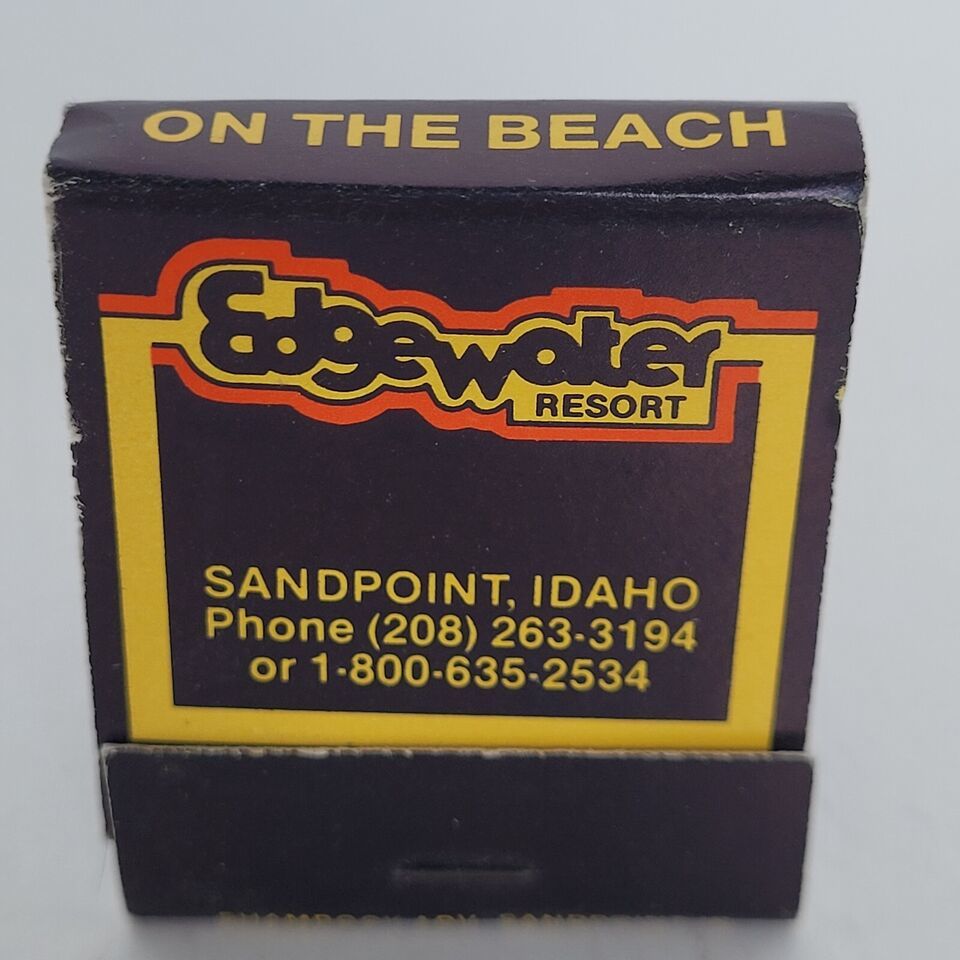 ON THE BEACH
Edgewater
RESORT
SANDPOINT, IDAHO
Phone (208) 263-3194
or 1-800-635-2534